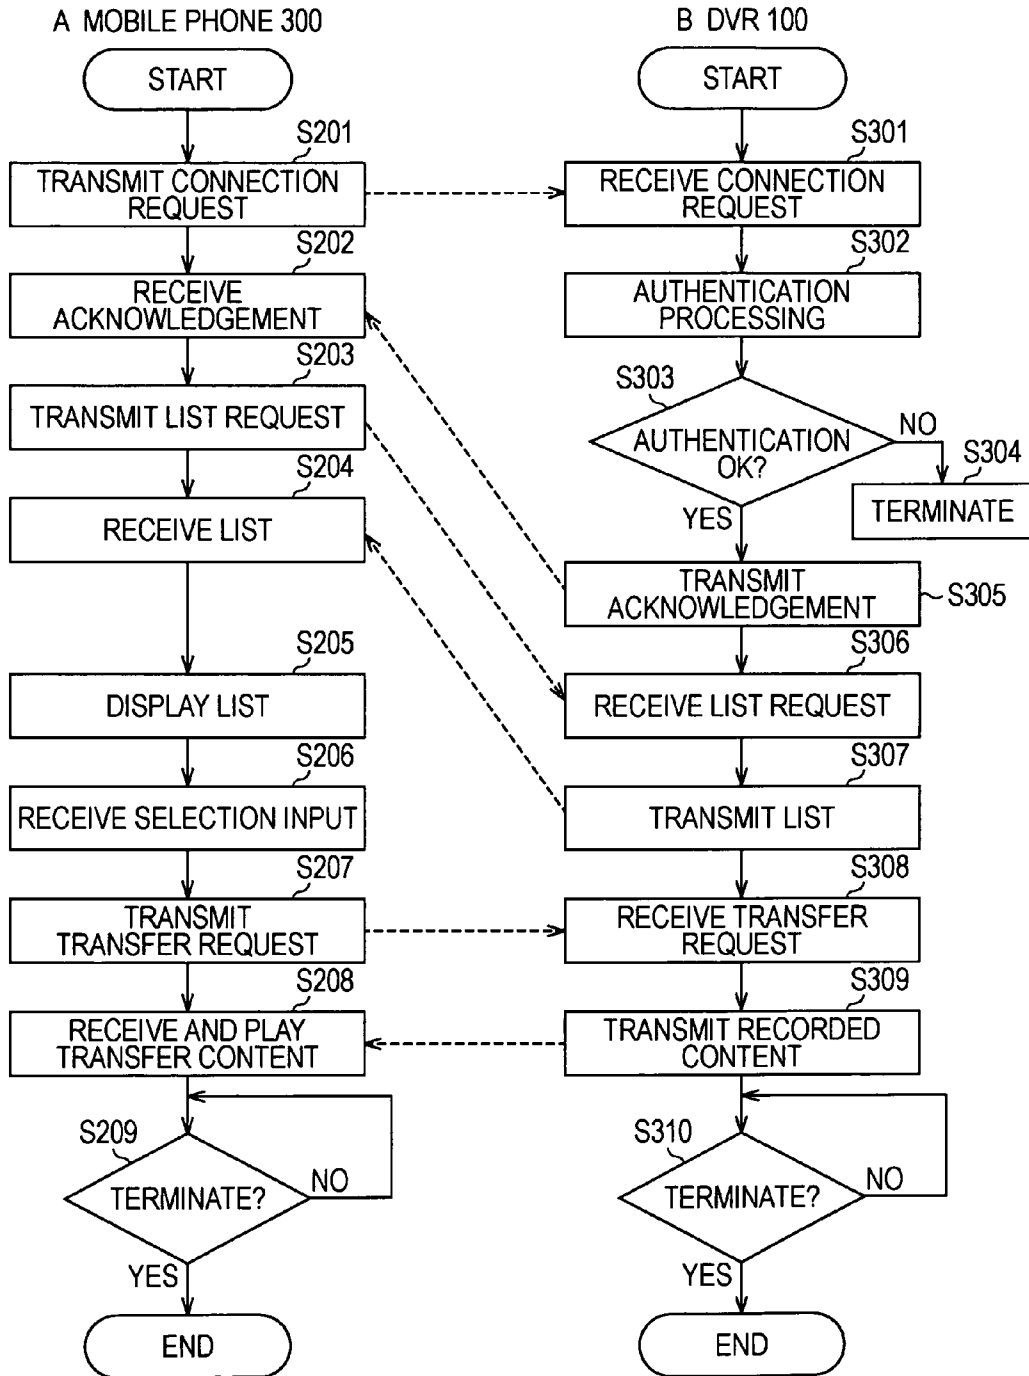 A MOBILE PHONE 300
START
S201
TRANSMIT CONNECTION
REQUEST
S202
RECEIVE
ACKNOWLEDGEMENT
S203
TRANSMIT LIST REQUEST
S204
RECEIVE LIST
S205
DISPLAY LIST
S206
RECEIVE SELECTION INPUT
S207
TRANSMIT
TRANSFER REQUEST
S208
RECEIVE AND PLAY
TRANSFER CONTENT
S209
TERMINATE?
NO
YES
END
B DVR 100
START
S301
RECEIVE CONNECTION
REQUEST
S302
AUTHENTICATION
PROCESSING
S303
AUTHENTICATION
OK?
NO
S304
TERMINATE
YES
TRANSMIT
ACKNOWLEDGEMENT
S305
S306
RECEIVE LIST REQUEST
S307
TRANSMIT LIST
S308
RECEIVE TRANSFER
REQUEST
S309
TRANSMIT RECORDED
CONTENT
S310
TERMINATE?
NO
YES
END